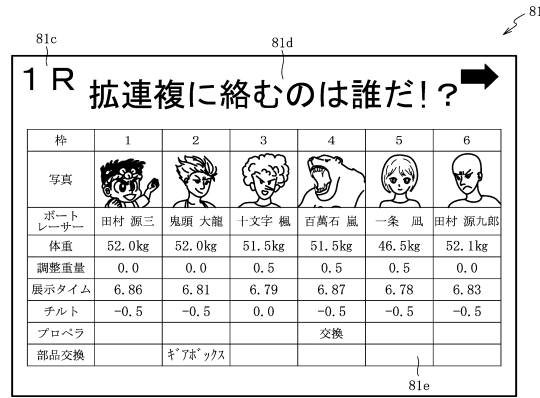 81
81c
81d
1R
拡連複に絡むのは誰だ!?
枠 1 2 3 4 5 6
写真
ボートレーサー 田村 源三 鬼頭 大龍 十文字 楓 百萬石 嵐 一条 凪 田村 源九郎
体重 52.0kg 52.0kg 51.5kg 51.5kg 46.5kg 52.1kg
調整重量 0.0 0.0 0.5 0.5 0.5 0.0
展示タイム 6.86 6.81 6.79 6.87 6.78 6.83
チルト -0.5 -0.5 0.0 -0.5 -0.5 -0.5
プロペラ 交換
部品交換 ギアボックス
81e